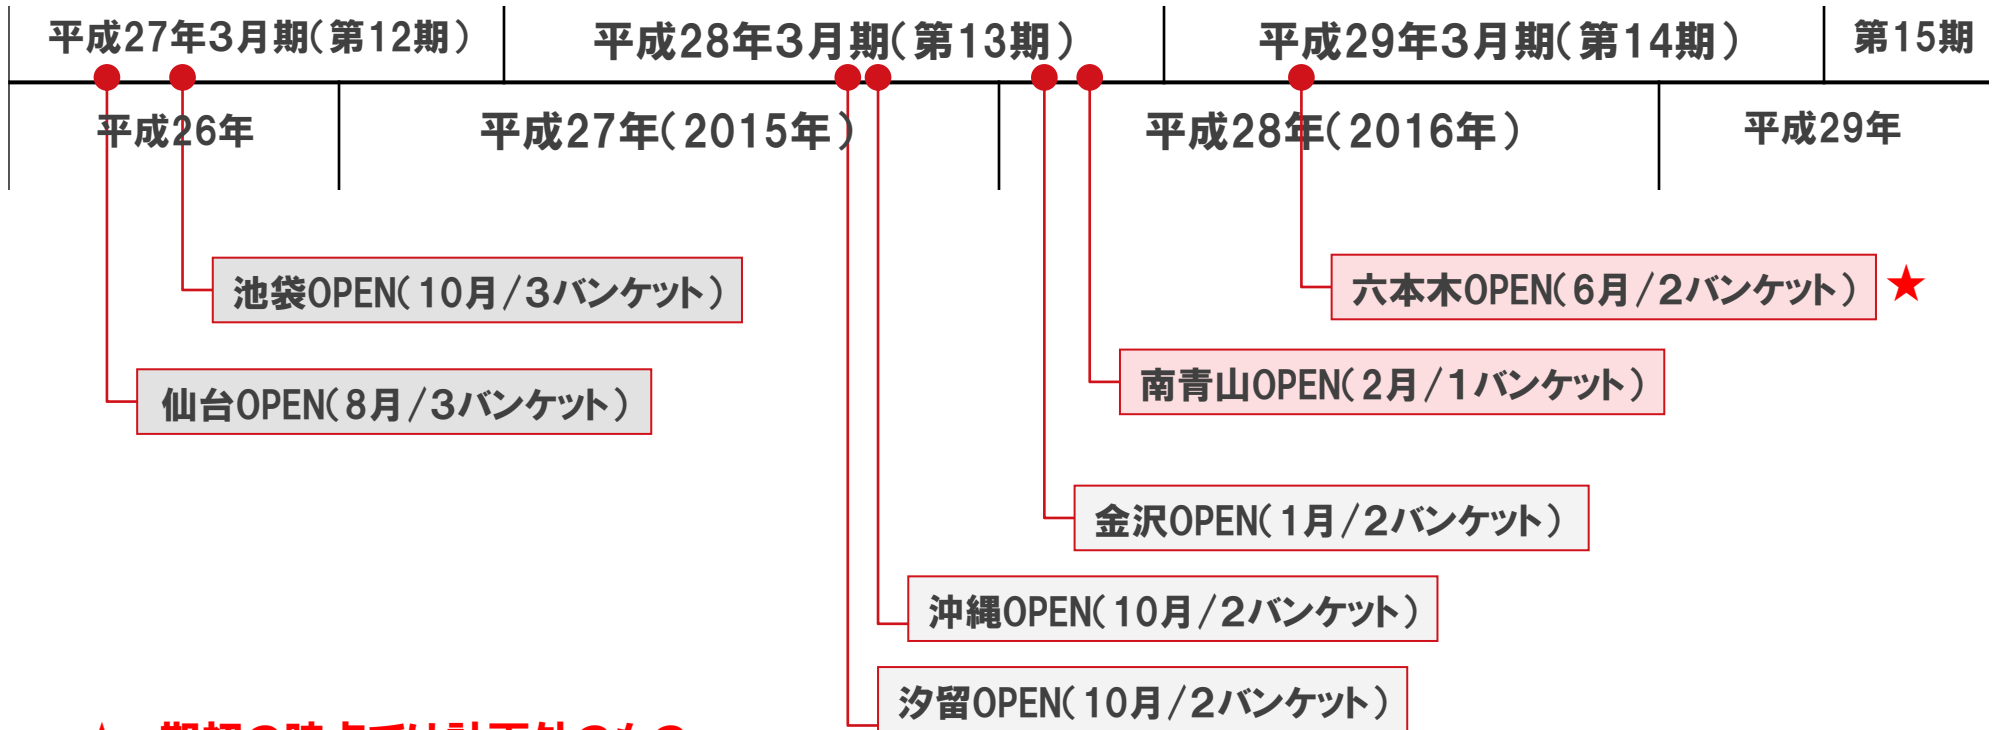 平成27年3月期(第12期)
平成28年3月期(第13期)
平成29年3月期(第14期)
第15期
平成26年
平成27年(2015年)
平成28年(2016年)
平成29年
池袋OPEN(10月/3バンケット)
六本木OPEN(6月/2バンケット)★
南青山OPEN(2月/1バンケット)
仙台OPEN(8月/3バンケット)
金沢OPEN(1月/2バンケット)
沖縄OPEN(10月/2バンケット)
汐留OPEN(10月/2バンケット)